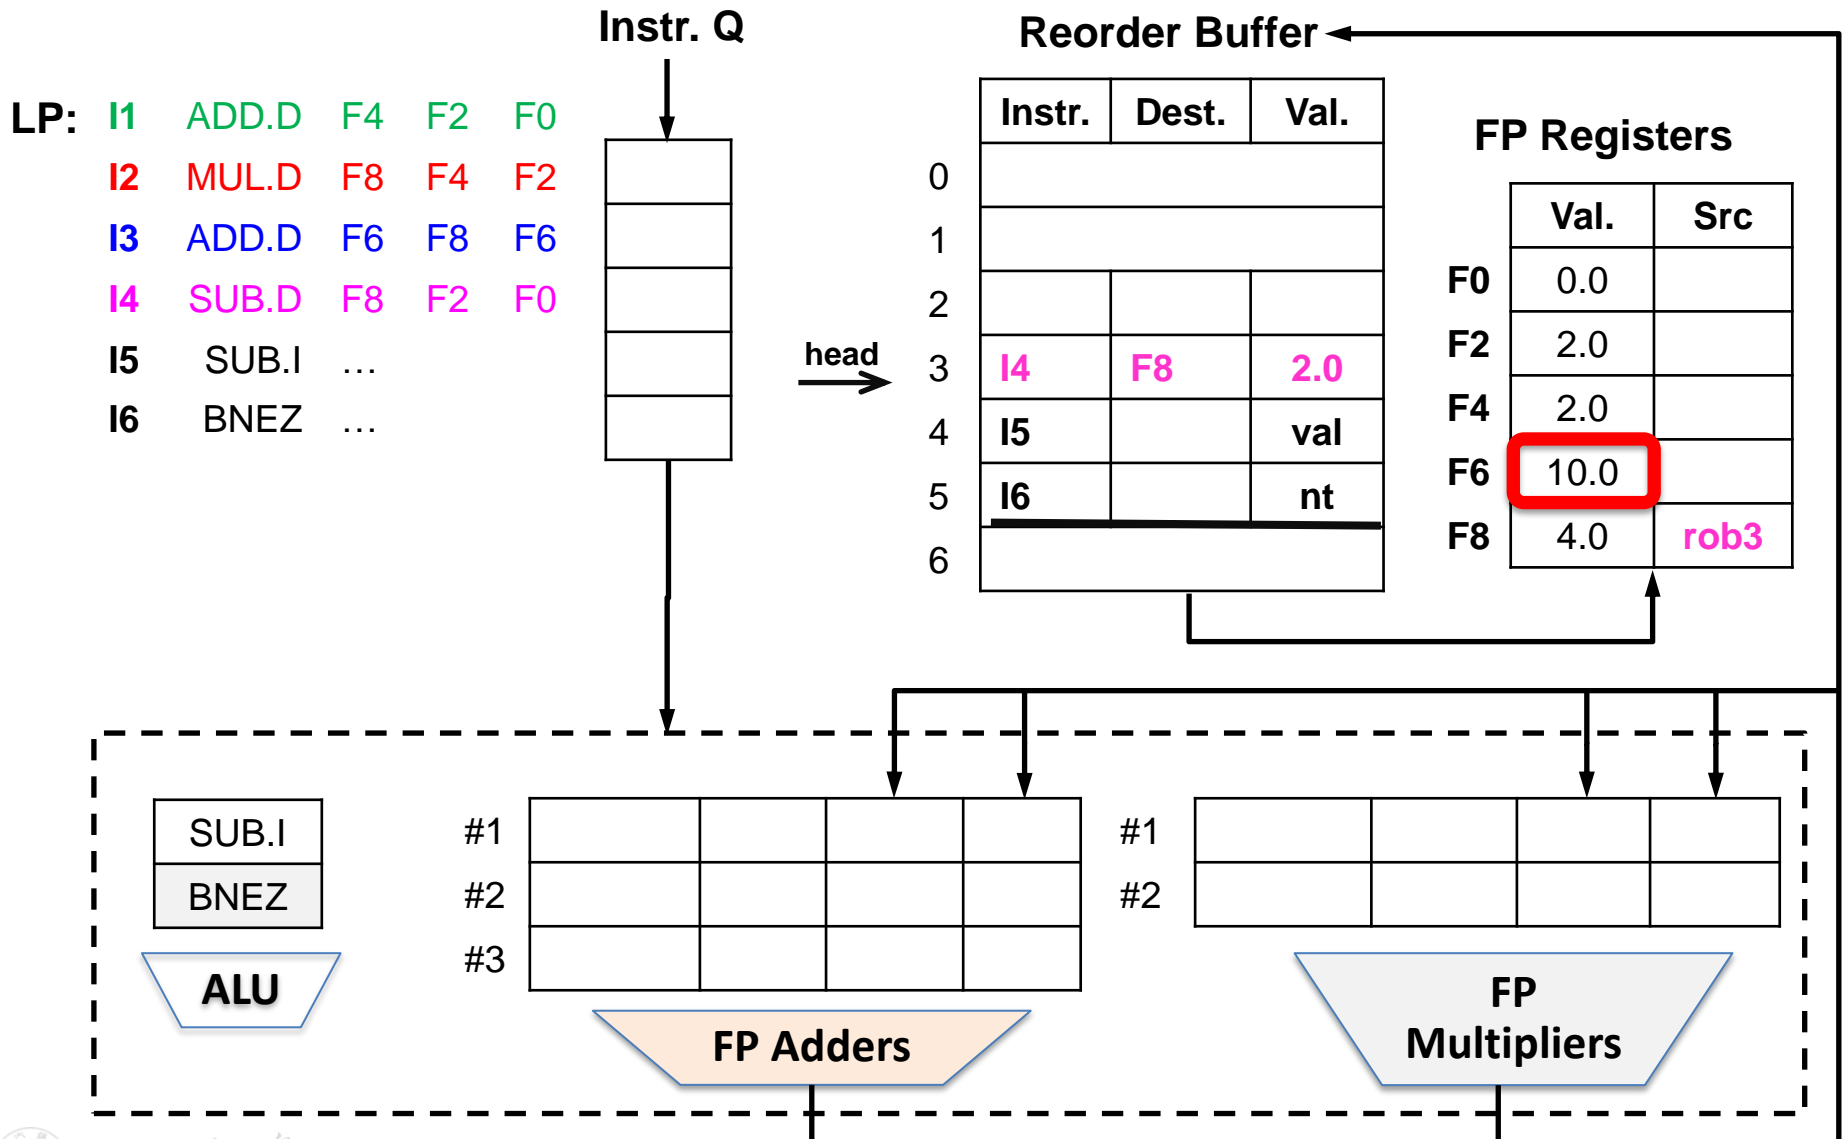 Instr. Q
Reorder Buffer
LP: I1 ADD.D F4 F2 F0
I2 MUL.D F8 F4 F2
I3 ADD.D F6 F8 F6
I4 SUB.D F8 F2 F0
I5 SUB.I …
I6 BNEZ …
head
Instr. Dest. Val.
0
1
2
3 I4 F8 2.0
4 I5 val
5 I6 nt
6
FP Registers
Val. Src
F0 0.0
F2 2.0
F4 2.0
F6 10.0
F8 4.0 rob3
SUB.I
BNEZ
ALU
#1
#2
#3
FP Adders
#1
#2
FP
Multipliers